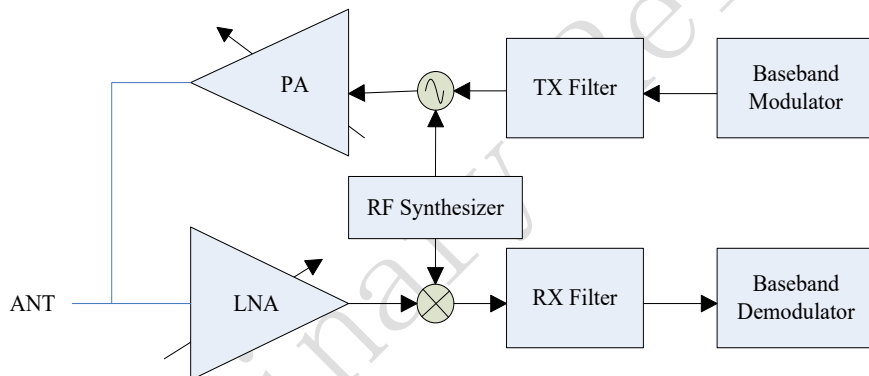 PA
TX Filter
Baseband
Modulator
RF Synthesizer
ANT
LNA
RX Filter
Baseband
Demodulator